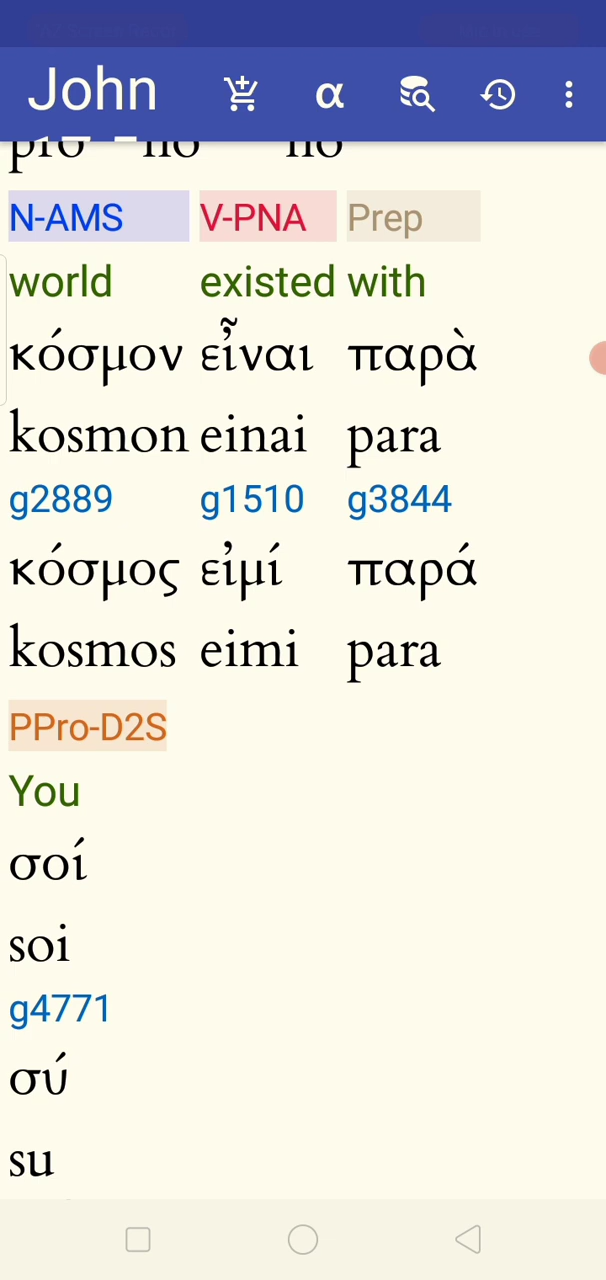 John α
N-AMS V-PNA Prep
world existed with
κόσμον εἶναι παρὰ
kosmon einai para
g2889 g1510 g3844
κόσμος εἰμί παρά
kosmos eimi para
PPro-D2S
You
σοί
soi
g4771
σύ
su